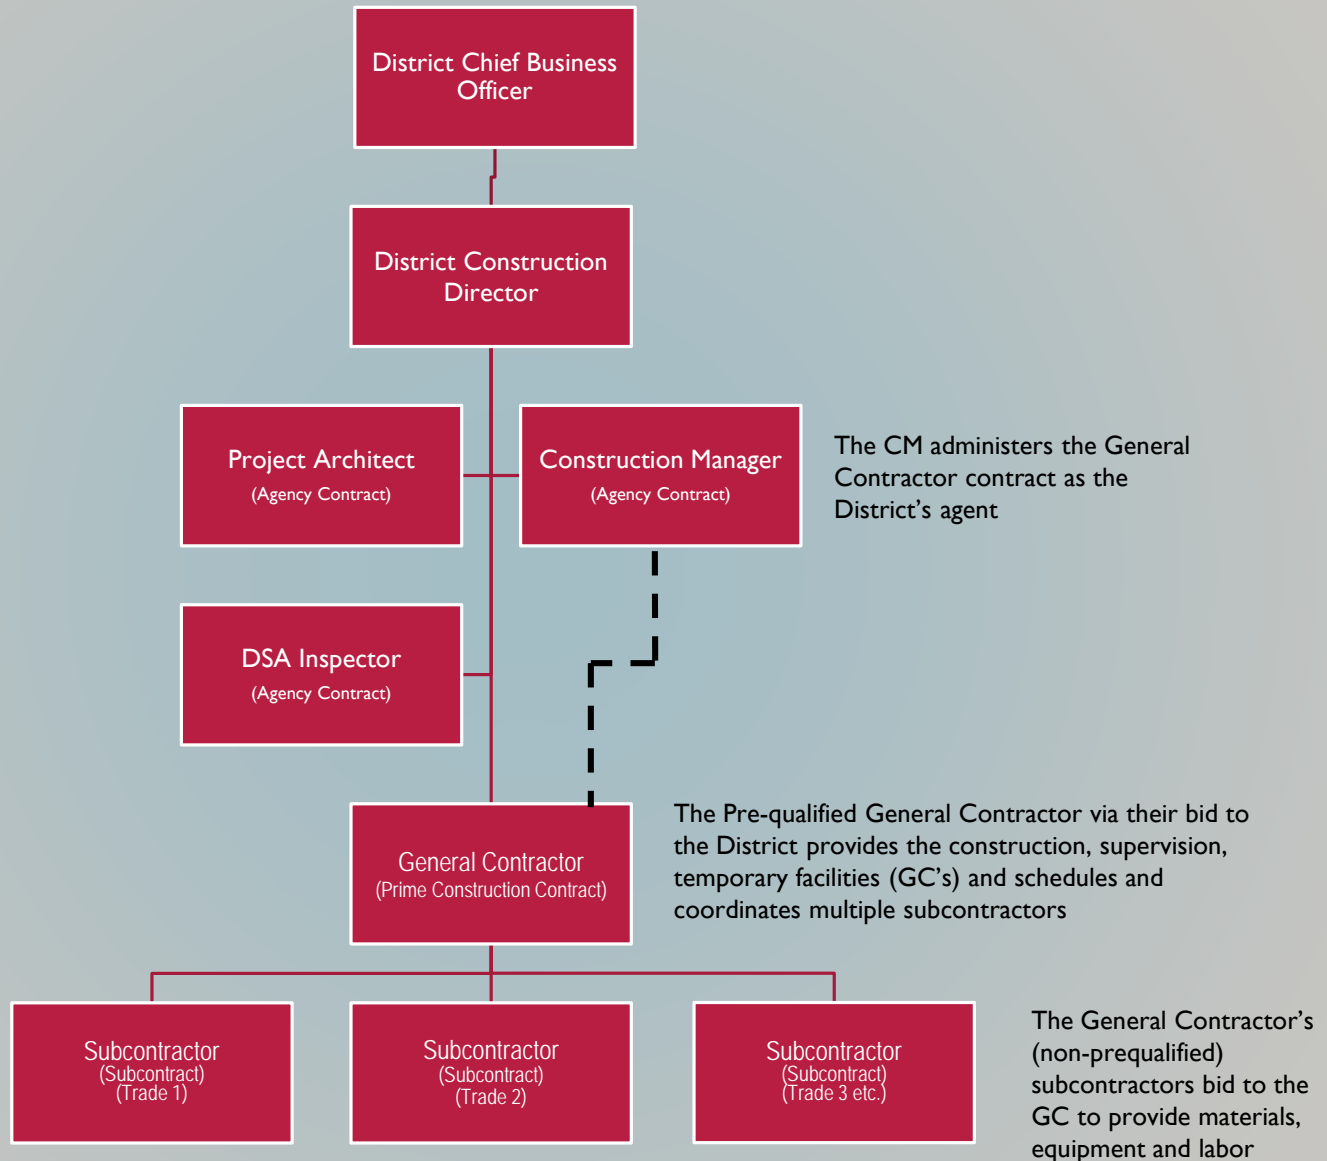 District Chief Business
Officer
District Construction
Director
Project Architect
(Agency Contract)
Construction Manager
(Agency Contract)
The CM administers the General
Contractor contract as the
District’s agent
DSA Inspector
(Agency Contract)
General Contractor
(Prime Construction Contract)
The Pre-qualified General Contractor via their bid to
the District provides the construction, supervision,
temporary facilities (GC’s) and schedules and
coordinates multiple subcontractors
Subcontractor
(Subcontract)
(Trade 1)
Subcontractor
(Subcontract)
(Trade 2)
Subcontractor
(Subcontract)
(Trade 3 etc.)
The General Contractor’s
(non-prequalified)
subcontractors bid to the
GC to provide materials,
equipment and labor